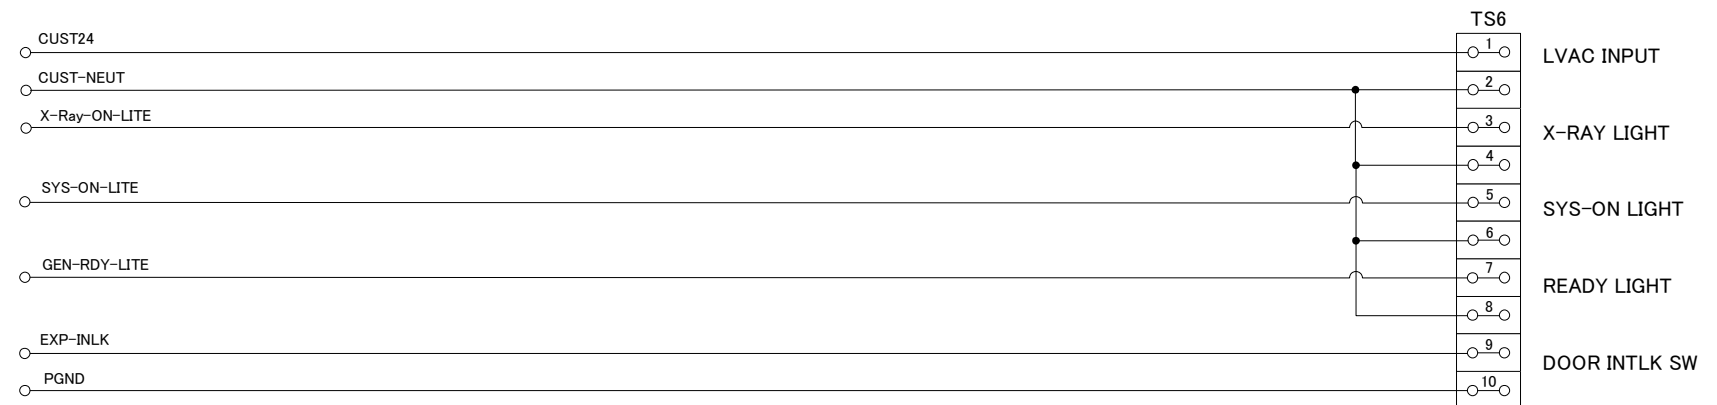 TS6
CUST24
1
LVAC INPUT
CUST-NEUT
2
X-Ray-ON-LITE
3
X-RAY LIGHT
4
SYS-ON-LITE
5
SYS-ON LIGHT
6
GEN-RDY-LITE
7
READY LIGHT
8
EXP-INLK
9
DOOR INTLK SW
PGND
10